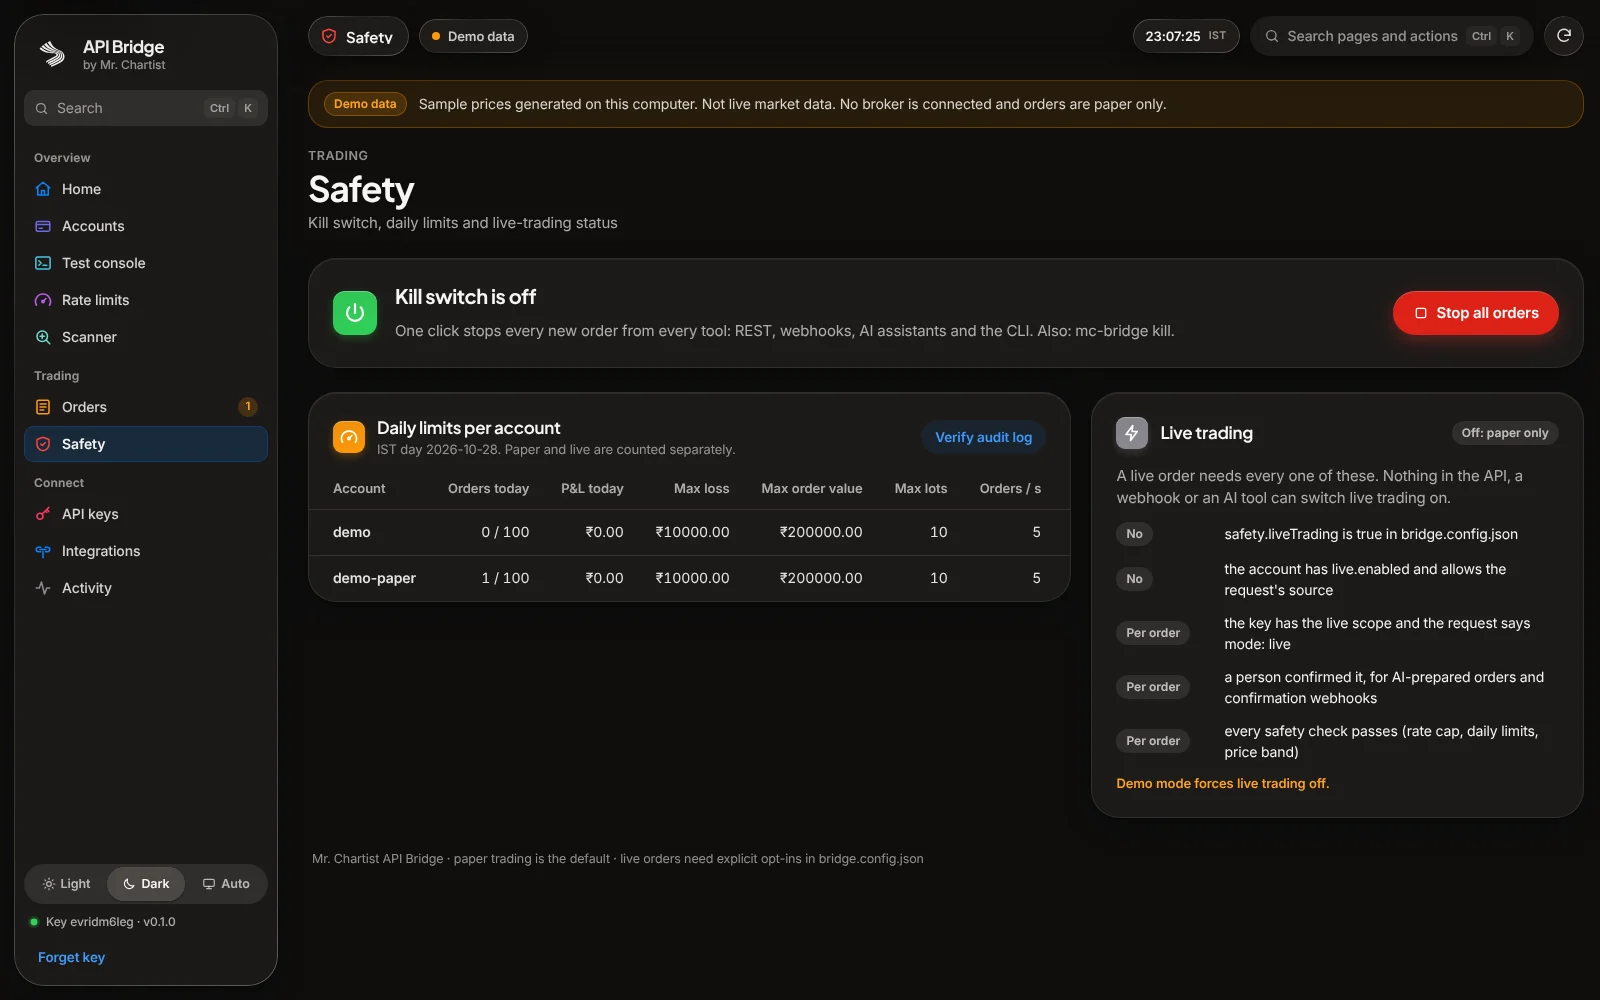 API Bridge
by Mr. Chartist
Search Ctrl K
Overview
Home
Accounts
Test console
Rate limits
Scanner
Trading
Orders 1
Safety
Connect
API keys
Integrations
Activity
Light Dark Auto
Key evridm6leg · v0.1.0
Forget key
Safety Demo data 23:07:25 IST Search pages and actions Ctrl K
Demo data Sample prices generated on this computer. Not live market data. No broker is connected and orders are paper only.
TRADING
Safety
Kill switch, daily limits and live-trading status
Kill switch is off
One click stops every new order from every tool: REST, webhooks, AI assistants and the CLI. Also: mc-bridge kill.
Stop all orders
Daily limits per account
IST day 2026-10-28. Paper and live are counted separately.
Verify audit log
Account Orders today P&L today Max loss Max order value Max lots Orders / s
demo 0 / 100 ₹0.00 ₹10000.00 ₹200000.00 10 5
demo-paper 1 / 100 ₹0.00 ₹10000.00 ₹200000.00 10 5
Live trading Off: paper only
A live order needs every one of these. Nothing in the API, a
webhook or an AI tool can switch live trading on.
No safety.liveTrading is true in bridge.config.json
No the account has live.enabled and allows the
request's source
Per order the key has the live scope and the request says
mode: live
Per order a person confirmed it, for AI-prepared orders and
confirmation webhooks
Per order every safety check passes (rate cap, daily limits,
price band)
Demo mode forces live trading off.
Mr. Chartist API Bridge · paper trading is the default · live orders need explicit opt-ins in bridge.config.json